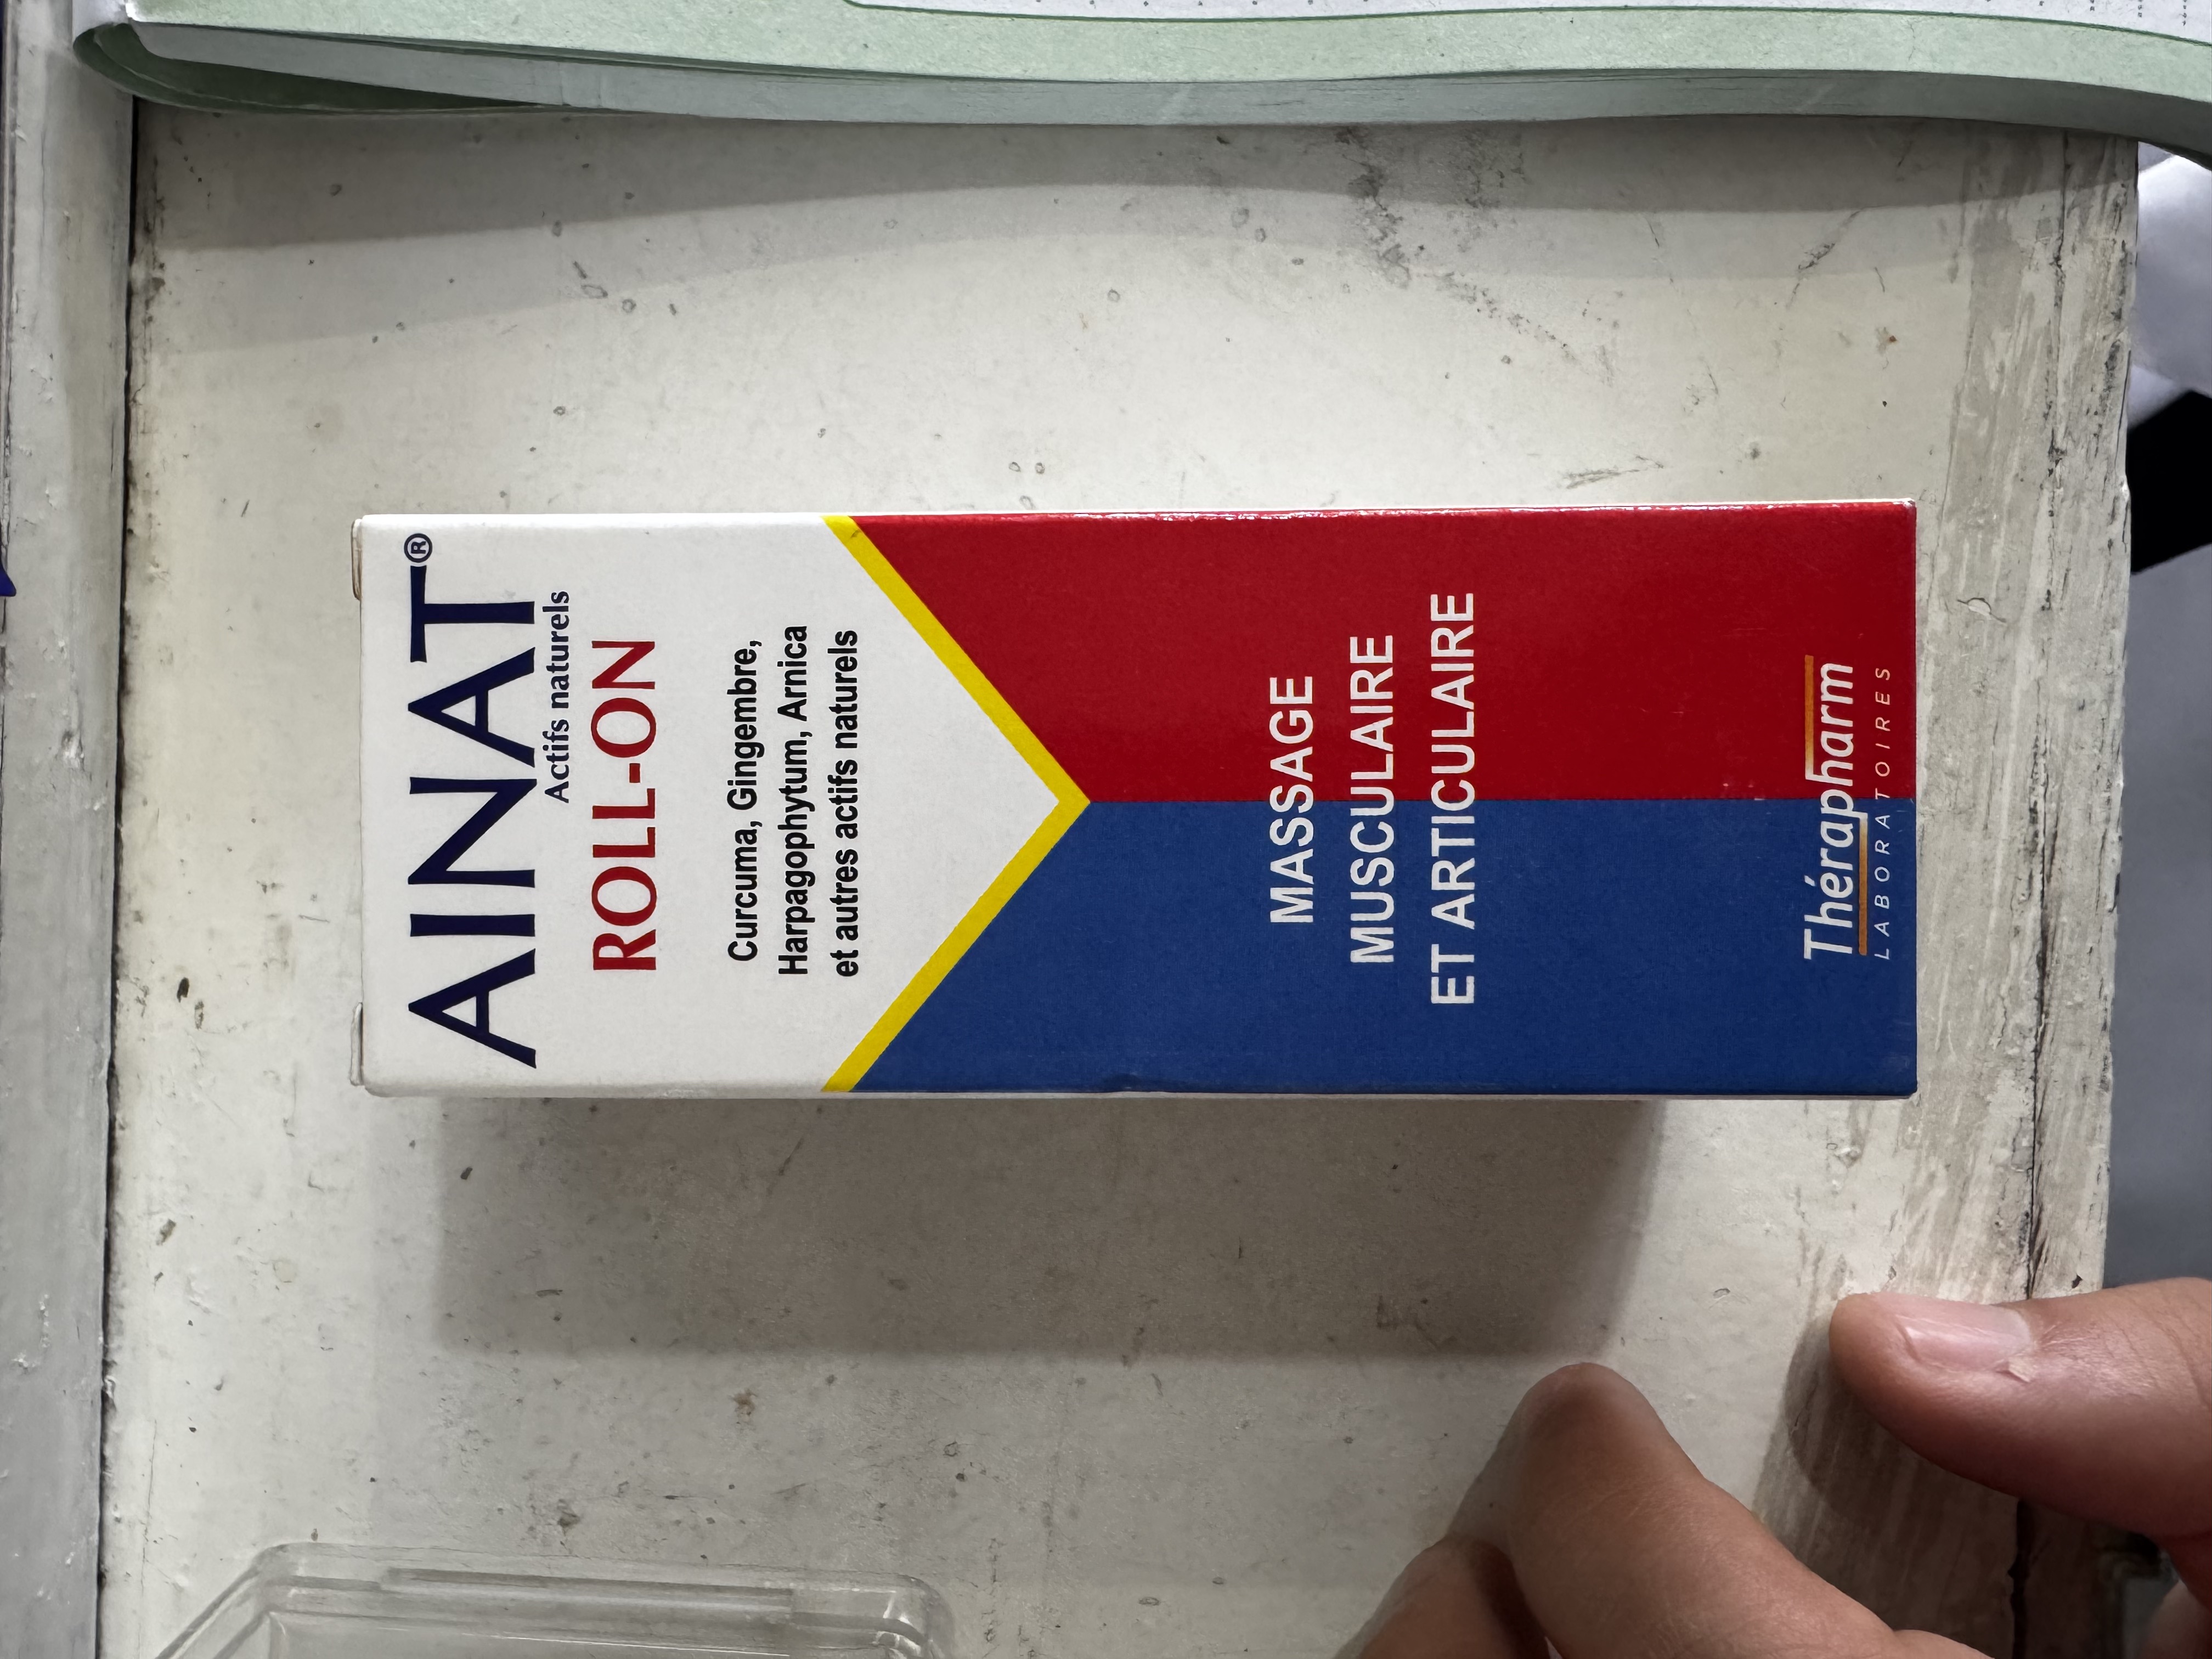 AINAT®
Actifs naturels
ROLL-ON
Curcuma, Gingembre,
Harpagophytum, Arnica
et autres actifs naturels
MASSAGE
MUSCULAIRE
ET ARTICULAIRE
Thérapharm
LABORATOIRES